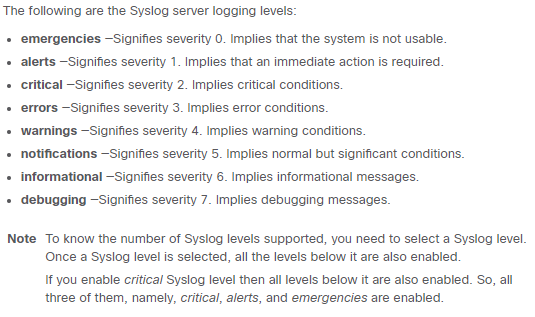 The following are the Syslog server logging levels:
• emergencies —Signifies severity 0. Implies that the system is not usable.
• alerts —Signifies severity 1. Implies that an immediate action is required.
• critical —Signifies severity 2. Implies critical conditions.
• errors —Signifies severity 3. Implies error conditions.
• warnings —Signifies severity 4. Implies warning conditions.
• notifications —Signifies severity 5. Implies normal but significant conditions.
• informational —Signifies severity 6. Implies informational messages.
• debugging —Signifies severity 7. Implies debugging messages.
Note To know the number of Syslog levels supported, you need to select a Syslog level.
Once a Syslog level is selected, all the levels below it are also enabled.
If you enable critical Syslog level then all levels below it are also enabled. So, all
three of them, namely, critical, alerts, and emergencies are enabled.